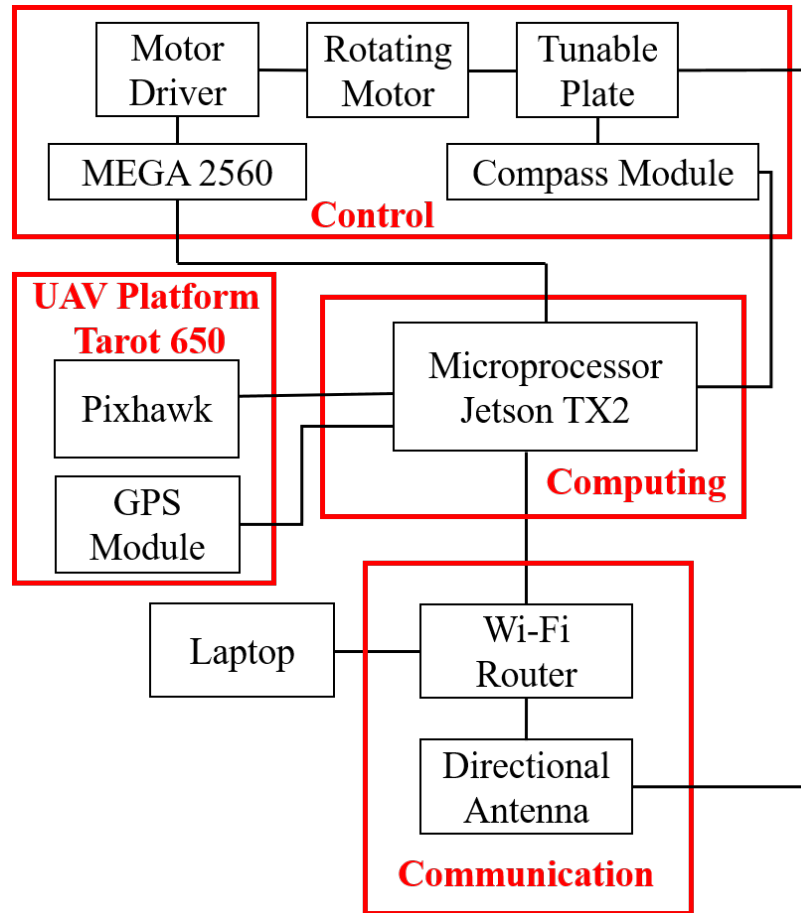 Motor
Driver
Rotating
Motor
Tunable
Plate
MEGA 2560
Compass Module
Control
UAV Platform
Tarot 650
Pixhawk
GPS
Module
Microprocessor
Jetson TX2
Computing
Laptop
Wi-Fi
Router
Directional
Antenna
Communication